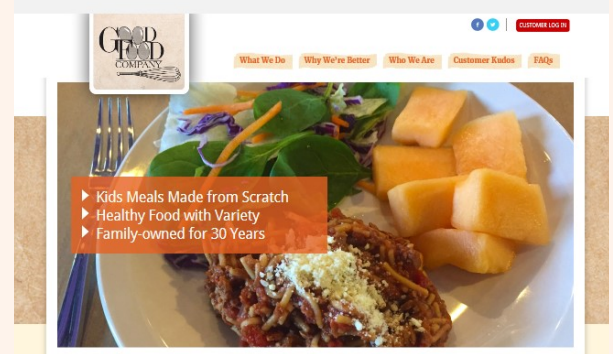 GOOD
FOOD
COMPANY
CUSTOMER LOG IN
What We Do
Why We're Better
Who We Are
Customer Kudos
FAQs
Kids Meals Made from Scratch
Healthy Food with Variety
Family-owned for 30 Years